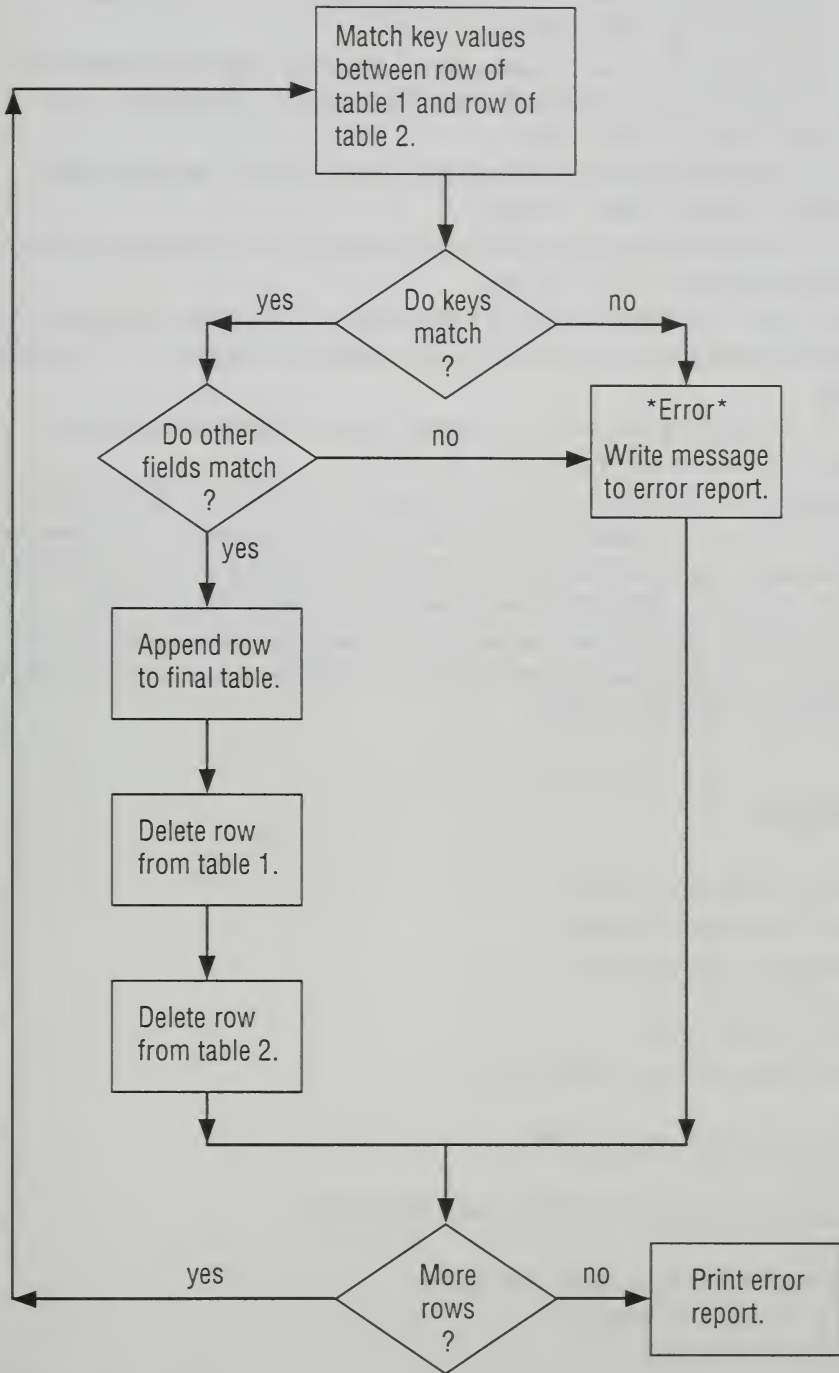 Match key values
between row of
table 1 and row of
table 2.
yes
Do keys
match
?
no
Do other
fields match
?
no
*Error*
Write message
to error report.
yes
Append row
to final table.
Delete row
from table 1.
Delete row
from table 2.
yes
More
rows
?
no
Print error
report.